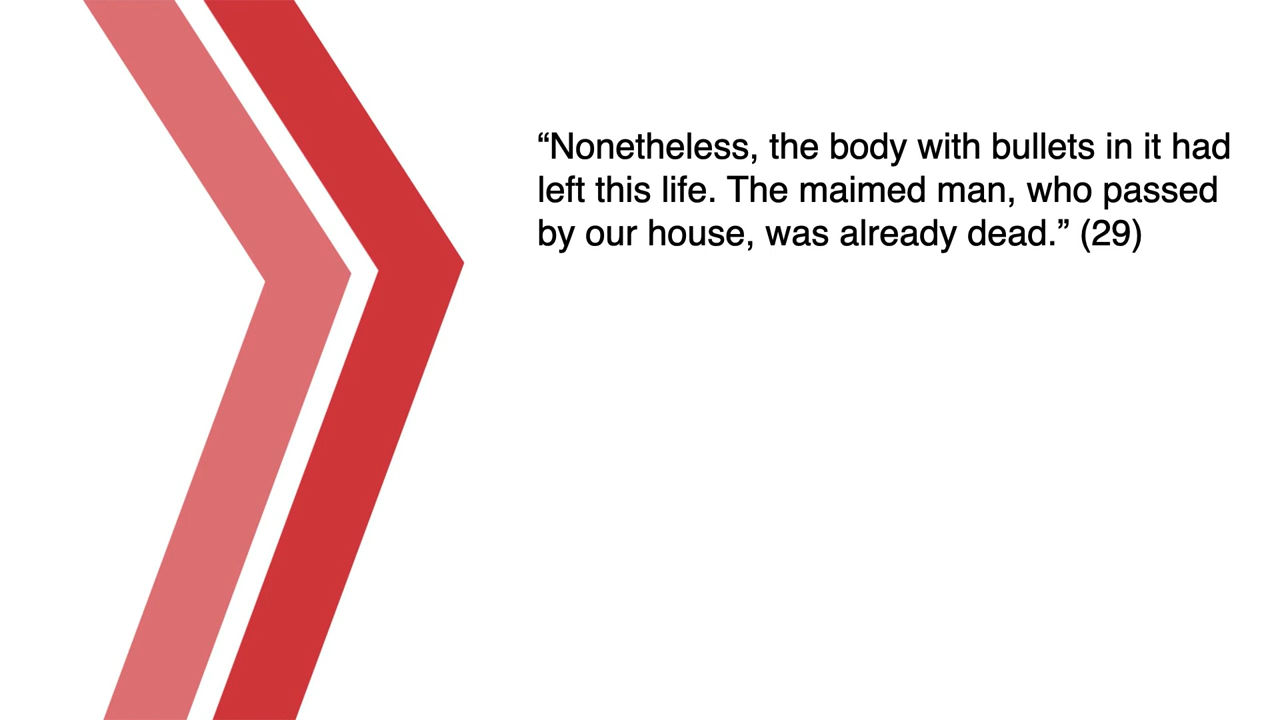 “Nonetheless, the body with bullets in it had
left this life. The maimed man, who passed
by our house, was already dead.” (29)